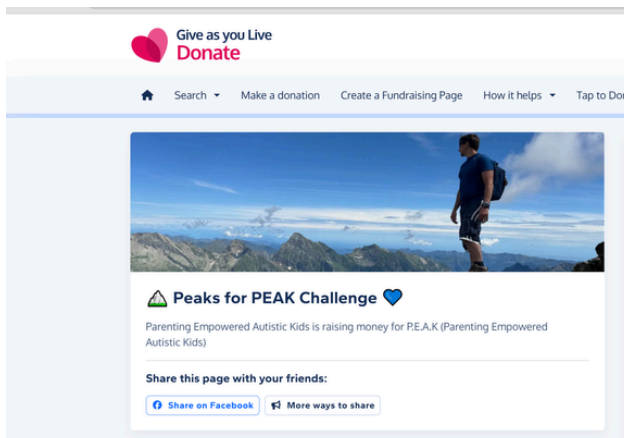 Give as you Live
Donate
Search
Make a donation
Create a Fundraising Page
How it helps
Tap to Do
Peaks for PEAK Challenge
Parenting Empowered Autistic Kids is raising money for P.E.A.K (Parenting Empowered
Autistic Kids)
Share this page with your friends:
Share on Facebook
More ways to share